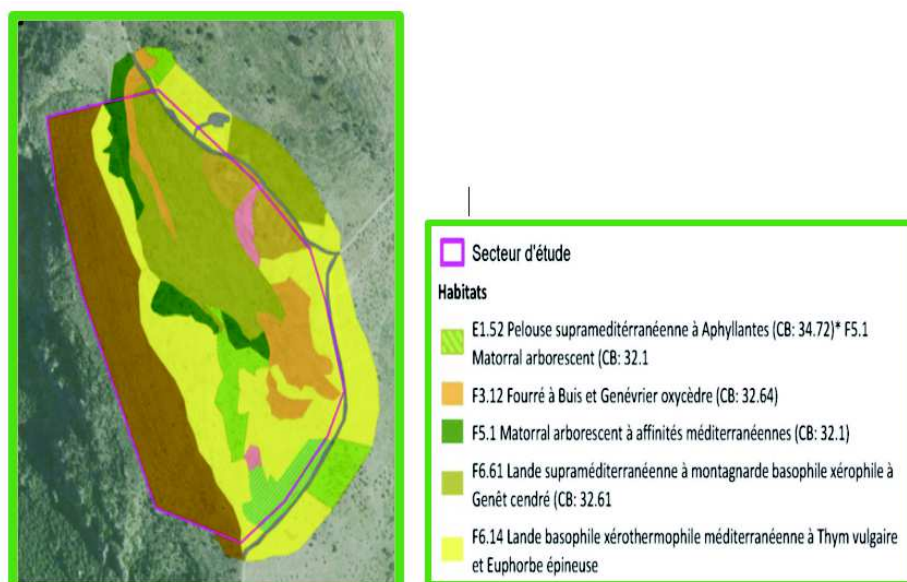 Secteur d'étude
Habitats
E1.52 Pelouse suprameditérranéenne à Aphyllantes (CB: 34.72)* F5.1
Matorral arborescent (CB: 32.1
F3.12 Fourré à Buis et Genévrier oxycèdre (CB: 32.64)
F5.1 Matorral arborescent à affinités méditerranéennes (CB: 32.1)
F6.61 Lande supraméditerranéenne à montagnarde basophile xérophile à
Genêt cendré (CB: 32.61
F6.14 Lande basophile xérothermophile méditerranéenne à Thym vulgaire
et Euphorbe épineuse